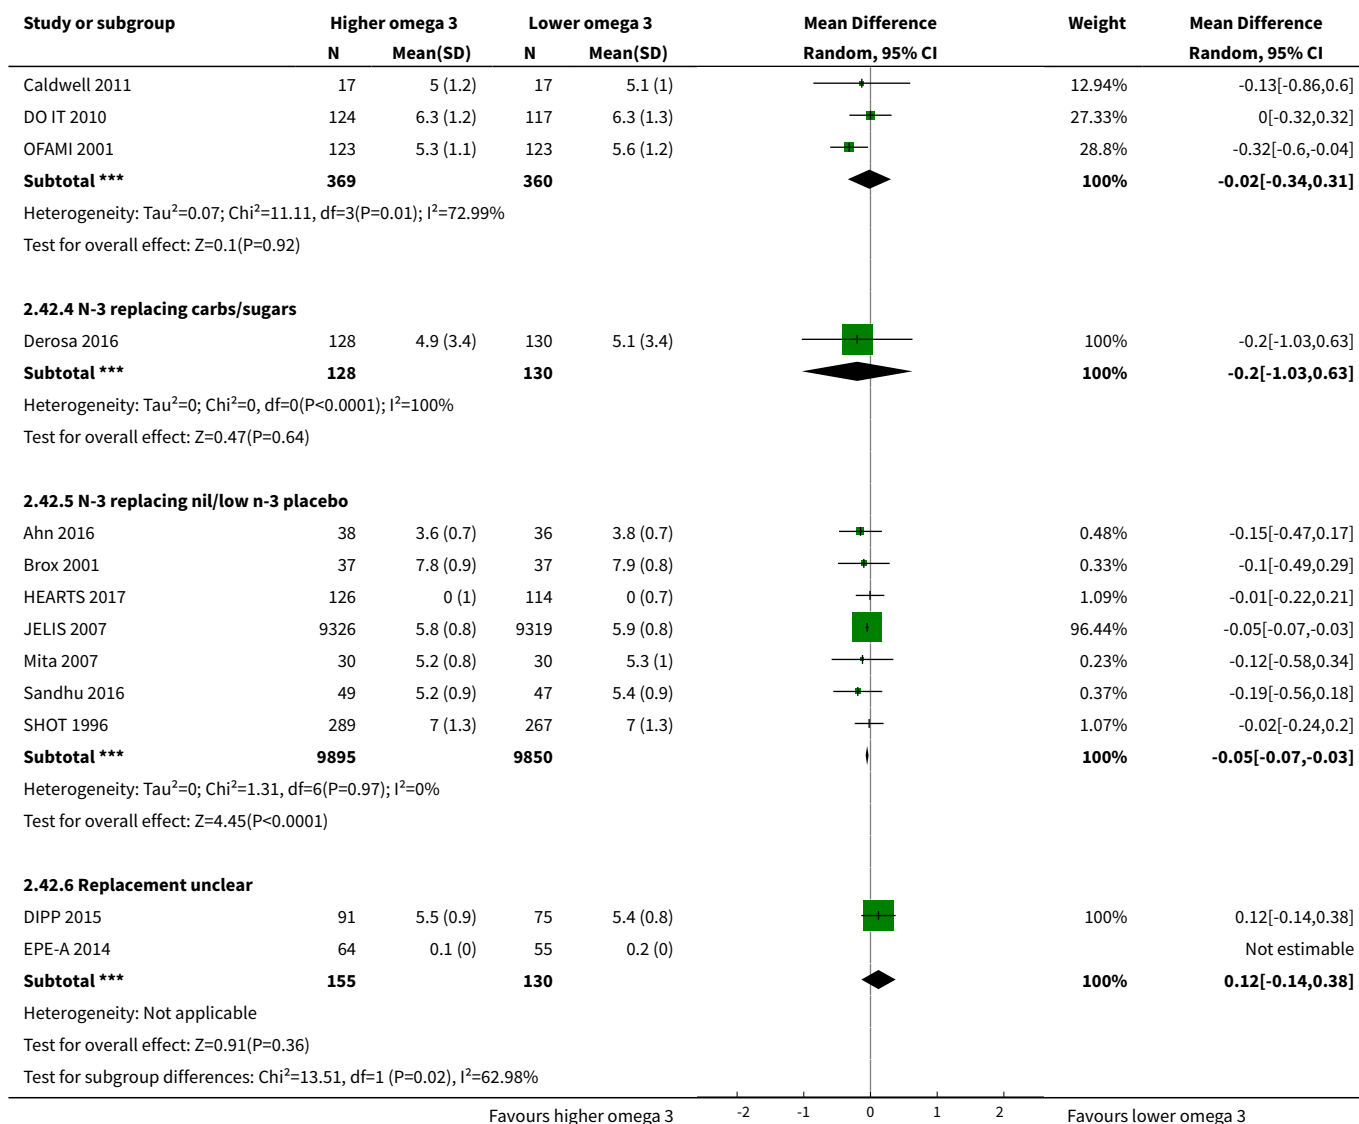 Study or subgroup Higher omega 3 Lower omega 3 Mean Difference Weight Mean Difference
N Mean(SD) N Mean(SD) Random, 95% CI Random, 95% CI
Caldwell 2011 17 5 (1.2) 17 5.1 (1) 12.94% -0.13[-0.86,0.6]
DO IT 2010 124 6.3 (1.2) 117 6.3 (1.3) 27.33% 0[-0.32,0.32]
OFAMI 2001 123 5.3 (1.1) 123 5.6 (1.2) 28.8% -0.32[-0.6,-0.04]
Subtotal *** 369 360 100% -0.02[-0.34,0.31]
Heterogeneity: Tau²=0.07; Chi²=11.11, df=3(P=0.01); I²=72.99%
Test for overall effect: Z=0.1(P=0.92)
2.42.4 N-3 replacing carbs/sugars
Derosa 2016 128 4.9 (3.4) 130 5.1 (3.4) 100% -0.2[-1.03,0.63]
Subtotal *** 128 130 100% -0.2[-1.03,0.63]
Heterogeneity: Tau²=0; Chi²=0, df=0(P<0.0001); I²=100%
Test for overall effect: Z=0.47(P=0.64)
2.42.5 N-3 replacing nil/low n-3 placebo
Ahn 2016 38 3.6 (0.7) 36 3.8 (0.7) 0.48% -0.15[-0.47,0.17]
Brox 2001 37 7.8 (0.9) 37 7.9 (0.8) 0.33% -0.1[-0.49,0.29]
HEARTS 2017 126 0 (1) 114 0 (0.7) 1.09% -0.01[-0.22,0.21]
JELIS 2007 9326 5.8 (0.8) 9319 5.9 (0.8) 96.44% -0.05[-0.07,-0.03]
Mita 2007 30 5.2 (0.8) 30 5.3 (1) 0.23% -0.12[-0.58,0.34]
Sandhu 2016 49 5.2 (0.9) 47 5.4 (0.9) 0.37% -0.19[-0.56,0.18]
SHOT 1996 289 7 (1.3) 267 7 (1.3) 1.07% -0.02[-0.24,0.2]
Subtotal *** 9895 9850 100% -0.05[-0.07,-0.03]
Heterogeneity: Tau²=0; Chi²=1.31, df=6(P=0.97); I²=0%
Test for overall effect: Z=4.45(P<0.0001)
2.42.6 Replacement unclear
DIPP 2015 91 5.5 (0.9) 75 5.4 (0.8) 100% 0.12[-0.14,0.38]
EPE-A 2014 64 0.1 (0) 55 0.2 (0) Not estimable
Subtotal *** 155 130 100% 0.12[-0.14,0.38]
Heterogeneity: Not applicable
Test for overall effect: Z=0.91(P=0.36)
Test for subgroup differences: Chi²=13.51, df=1 (P=0.02), I²=62.98%
Favours higher omega 3 -2 -1 0 1 2 Favours lower omega 3